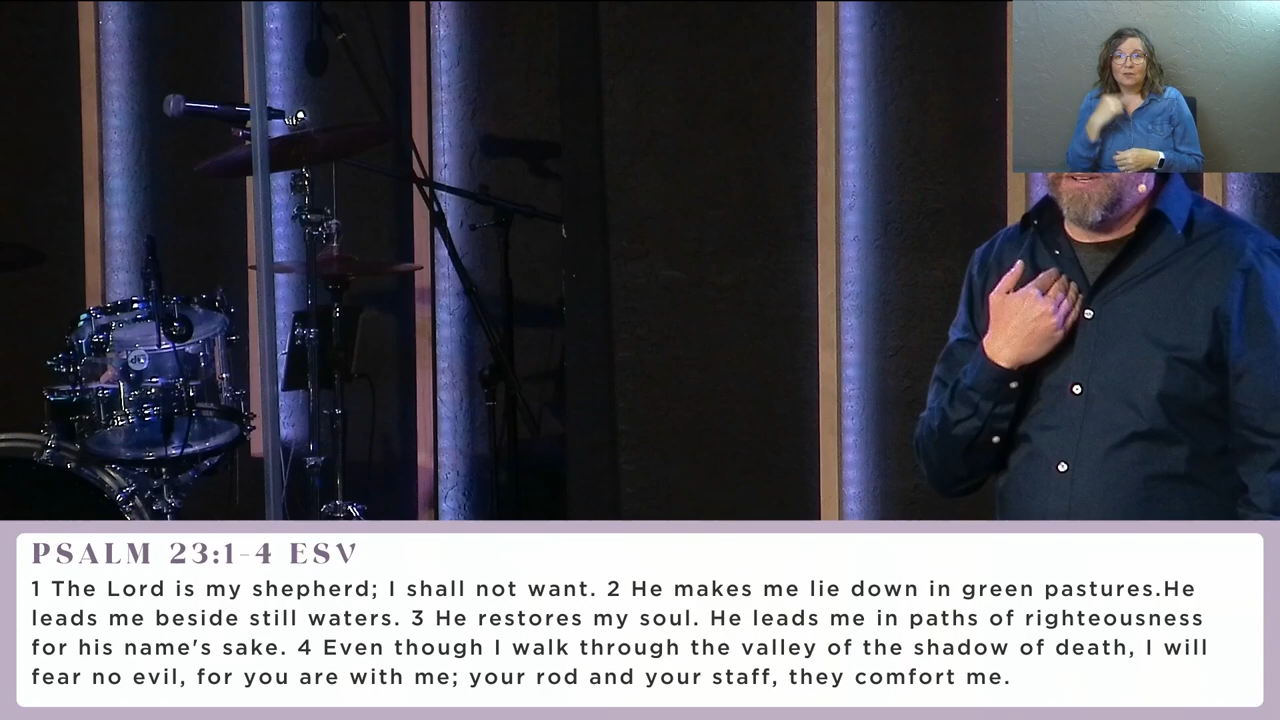 PSALM 23:1-4 ESV
1 The Lord is my shepherd; I shall not want. 2 He makes me lie down in green pastures.He
leads me beside still waters. 3 He restores my soul. He leads me in paths of righteousness
for his name's sake. 4 Even though I walk through the valley of the shadow of death, I will
fear no evil, for you are with me; your rod and your staff, they comfort me.